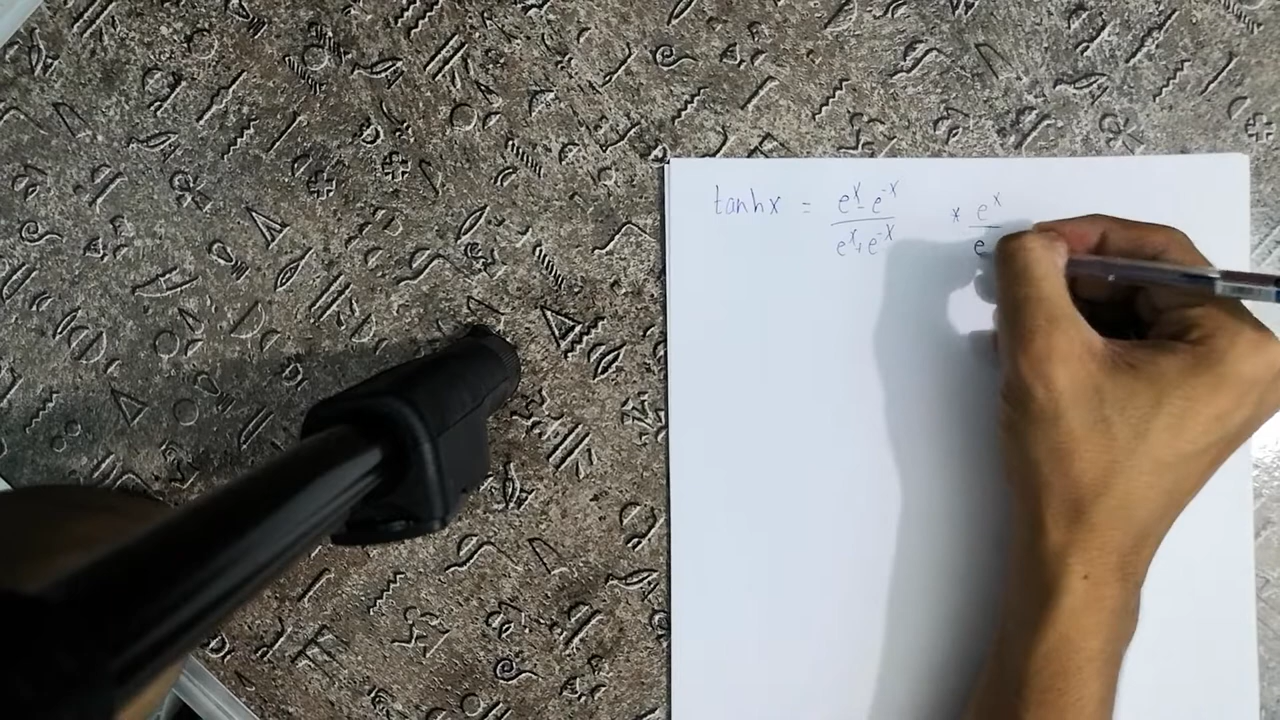 tanhx = (e^x - e^-x)/(e^x + e^-x) * e^x/e